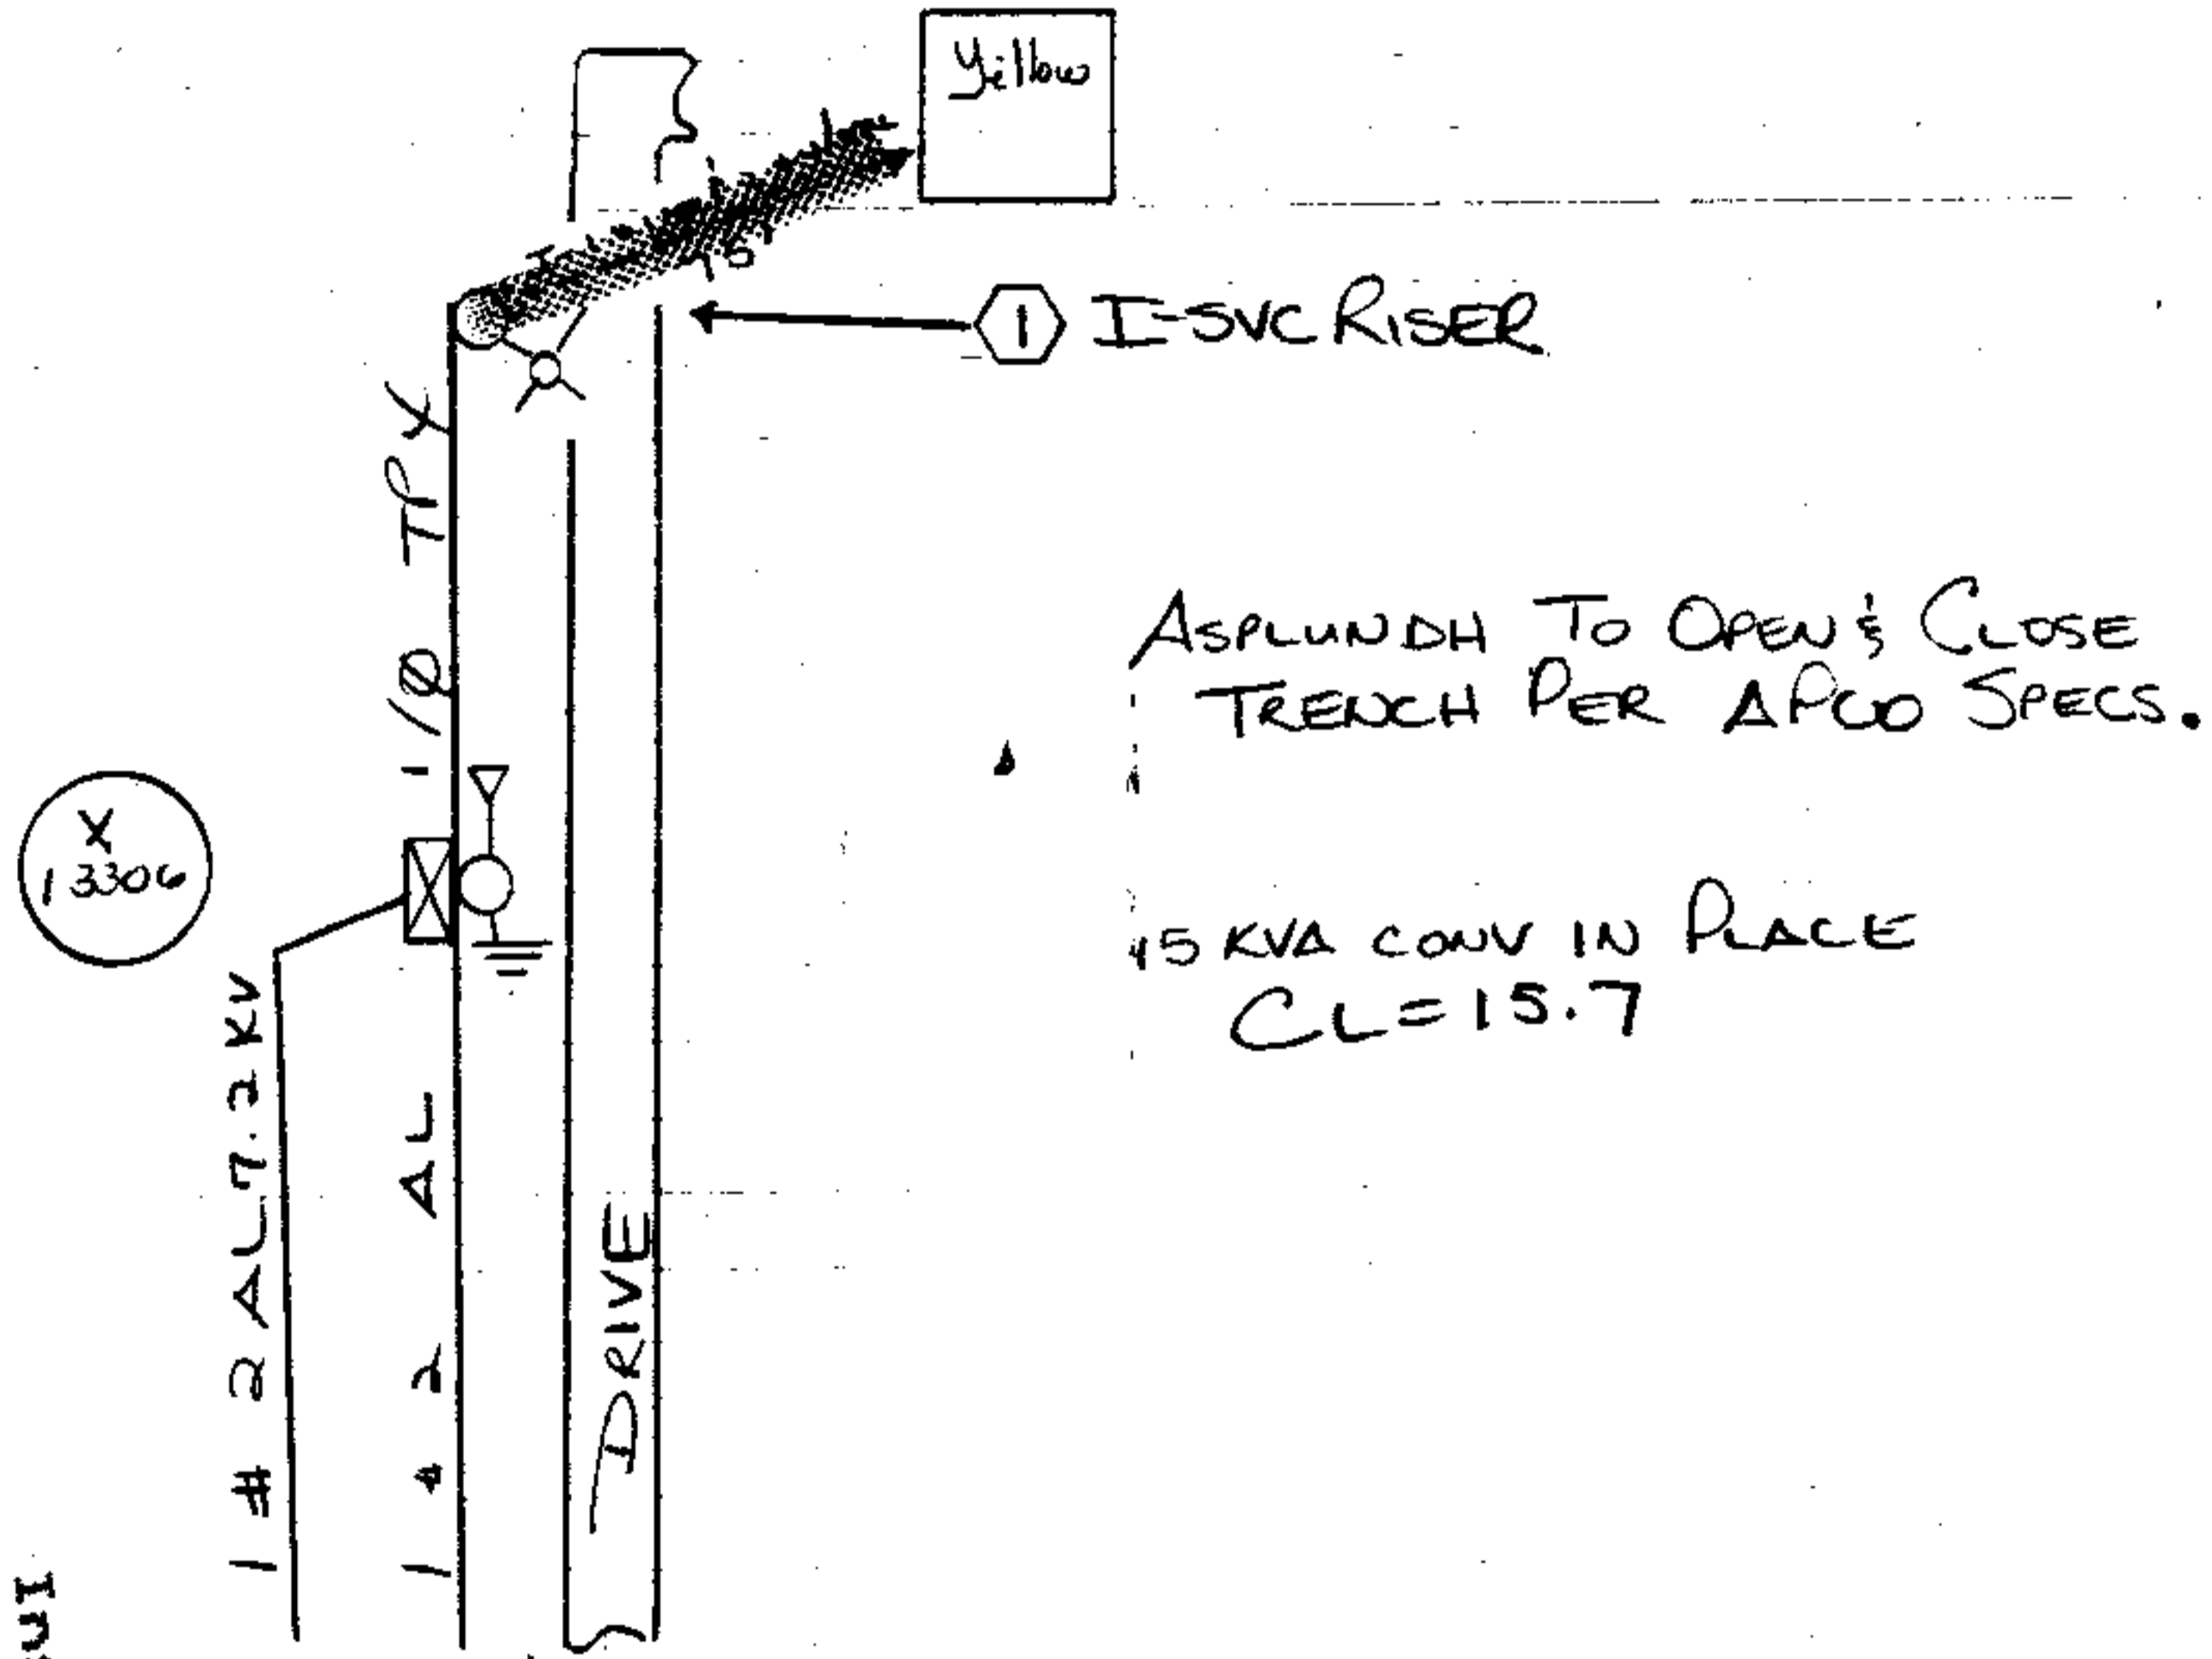 Yellow
1 I-SVC RISER
1 1/0 TPX
ASPLUNDH TO OPEN & CLOSE
TRENCH PER APCO SPECS.
X
13306
45 KVA CONV IN PLACE
CL=15.7
1 # 2 AL 7.2 KV
1 # 2 AL
DRIVE